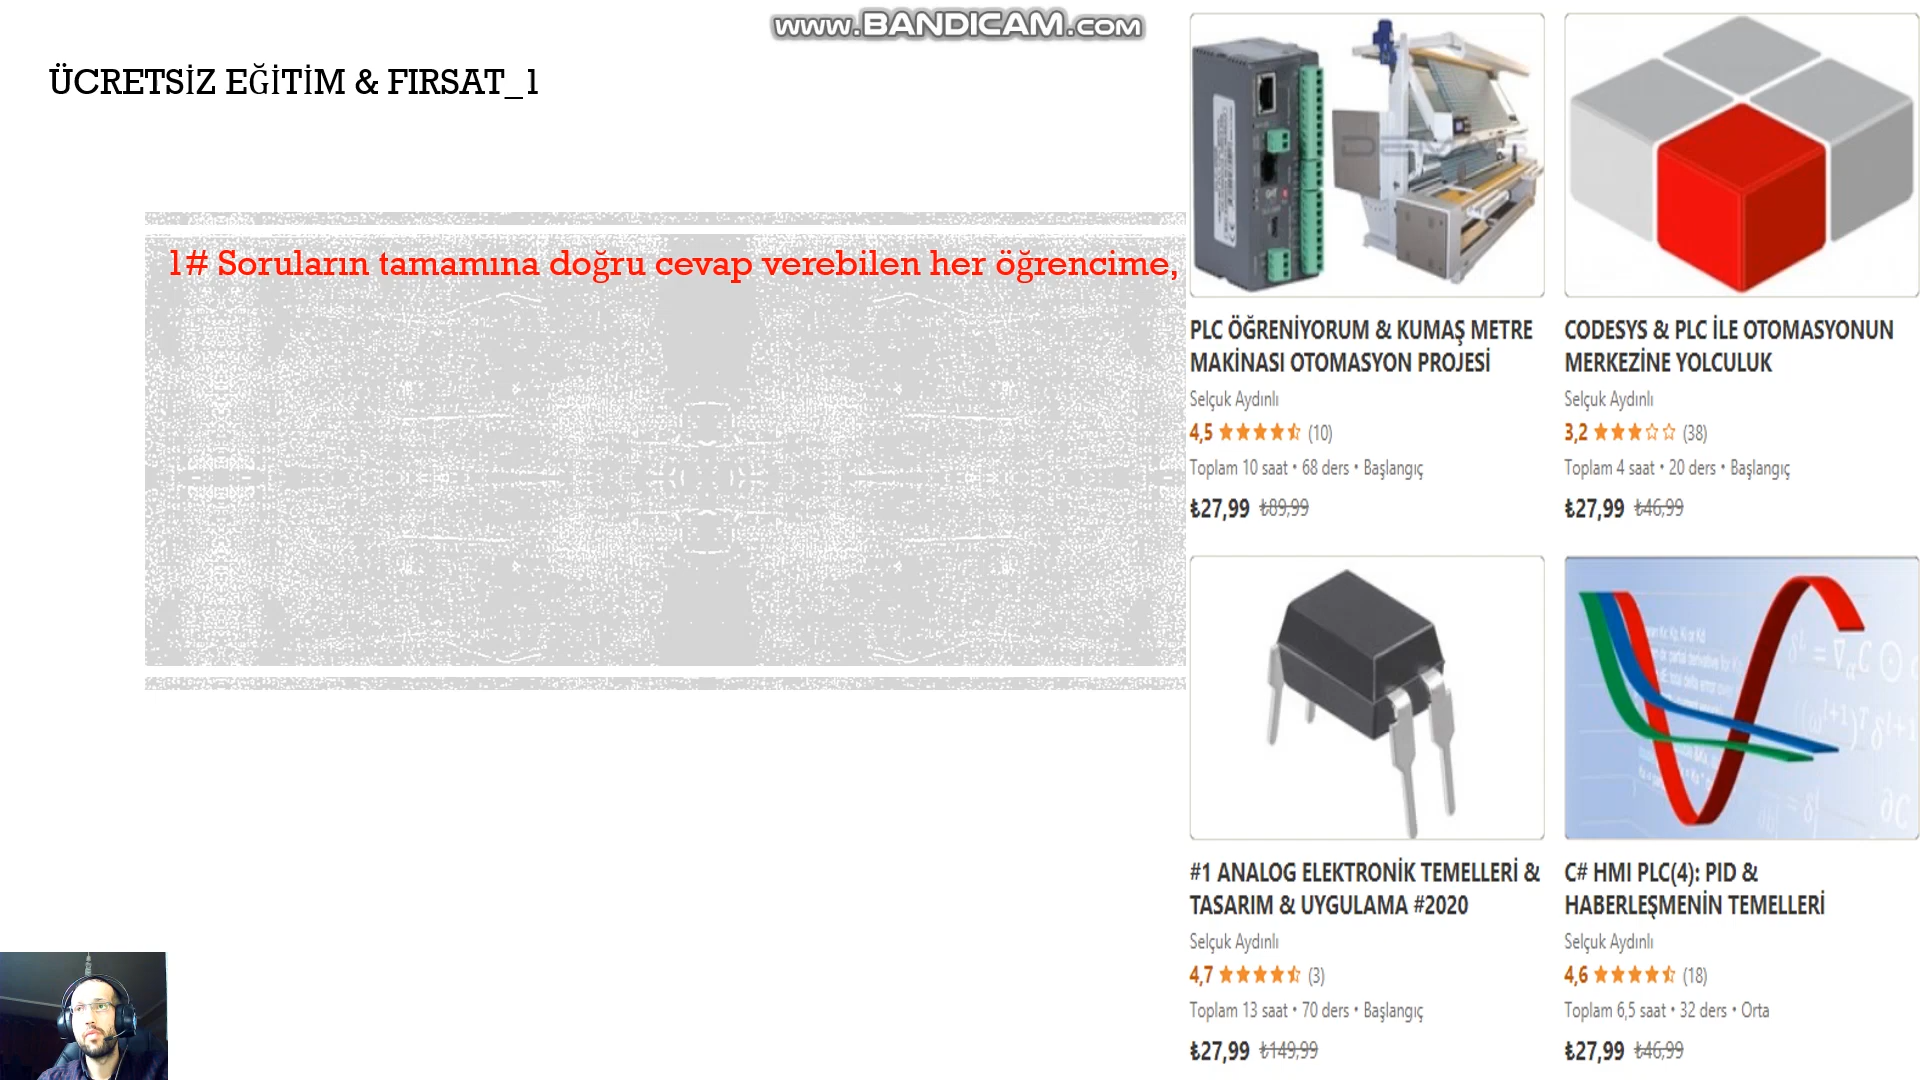 www.BANDICAM.com
ÜCRETSİZ EĞİTİM & FIRSAT_1
1# Soruların tamamına doğru cevap verebilen her öğrencime,
PLC ÖĞRENİYORUM & KUMAŞ METRE
MAKİNASI OTOMASYON PROJESİ
Selçuk Aydınlı
4,5 (10)
Toplam 10 saat • 68 ders • Başlangıç
₺27,99 ₺89,99
CODESYS & PLC İLE OTOMASYONUN
MERKEZİNE YOLCULUK
Selçuk Aydınlı
3,2 (38)
Toplam 4 saat • 20 ders • Başlangıç
₺27,99 ₺46,99
#1 ANALOG ELEKTRONİK TEMELLERİ &
TASARIM & UYGULAMA #2020
Selçuk Aydınlı
4,7 (3)
Toplam 13 saat • 70 ders • Başlangıç
₺27,99 ₺149,99
C# HMI PLC(4): PID &
HABERLEŞMENİN TEMELLERİ
Selçuk Aydınlı
4,6 (18)
Toplam 6,5 saat • 32 ders • Orta
₺27,99 ₺46,99